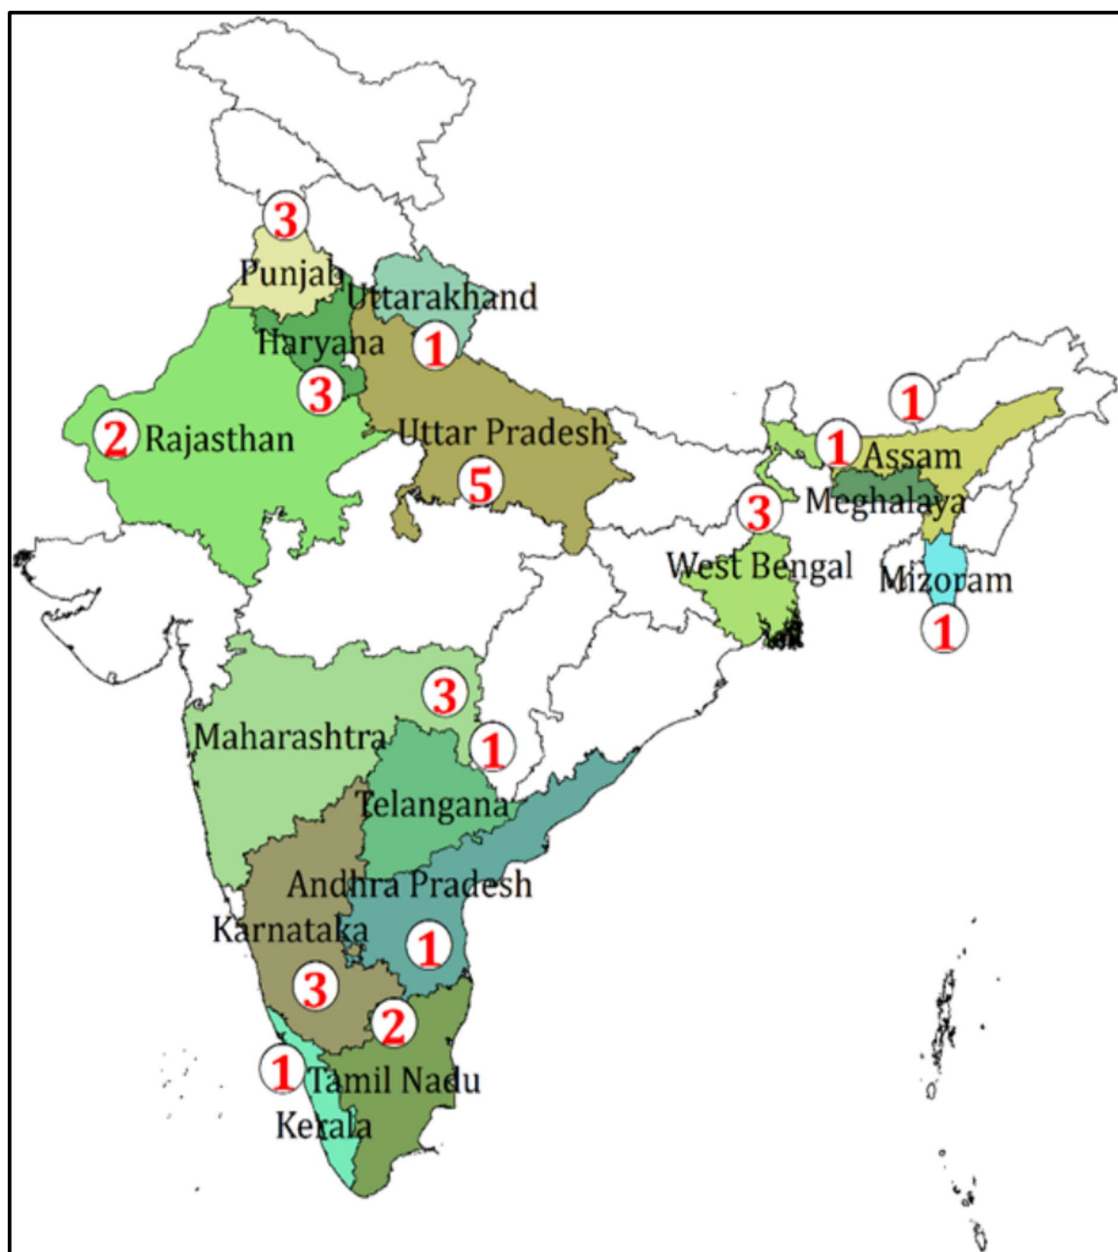 3
Punjab
Uttarakhand
Haryana
1
3
1
2
Rajasthan
Uttar Pradesh
1
Assam
5
Meghalaya
3
West Bengal
Mizoram
1
3
Maharashtra
1
Telangana
Andhra Pradesh
Karnataka
1
3
2
1
Tamil Nadu
Kerala